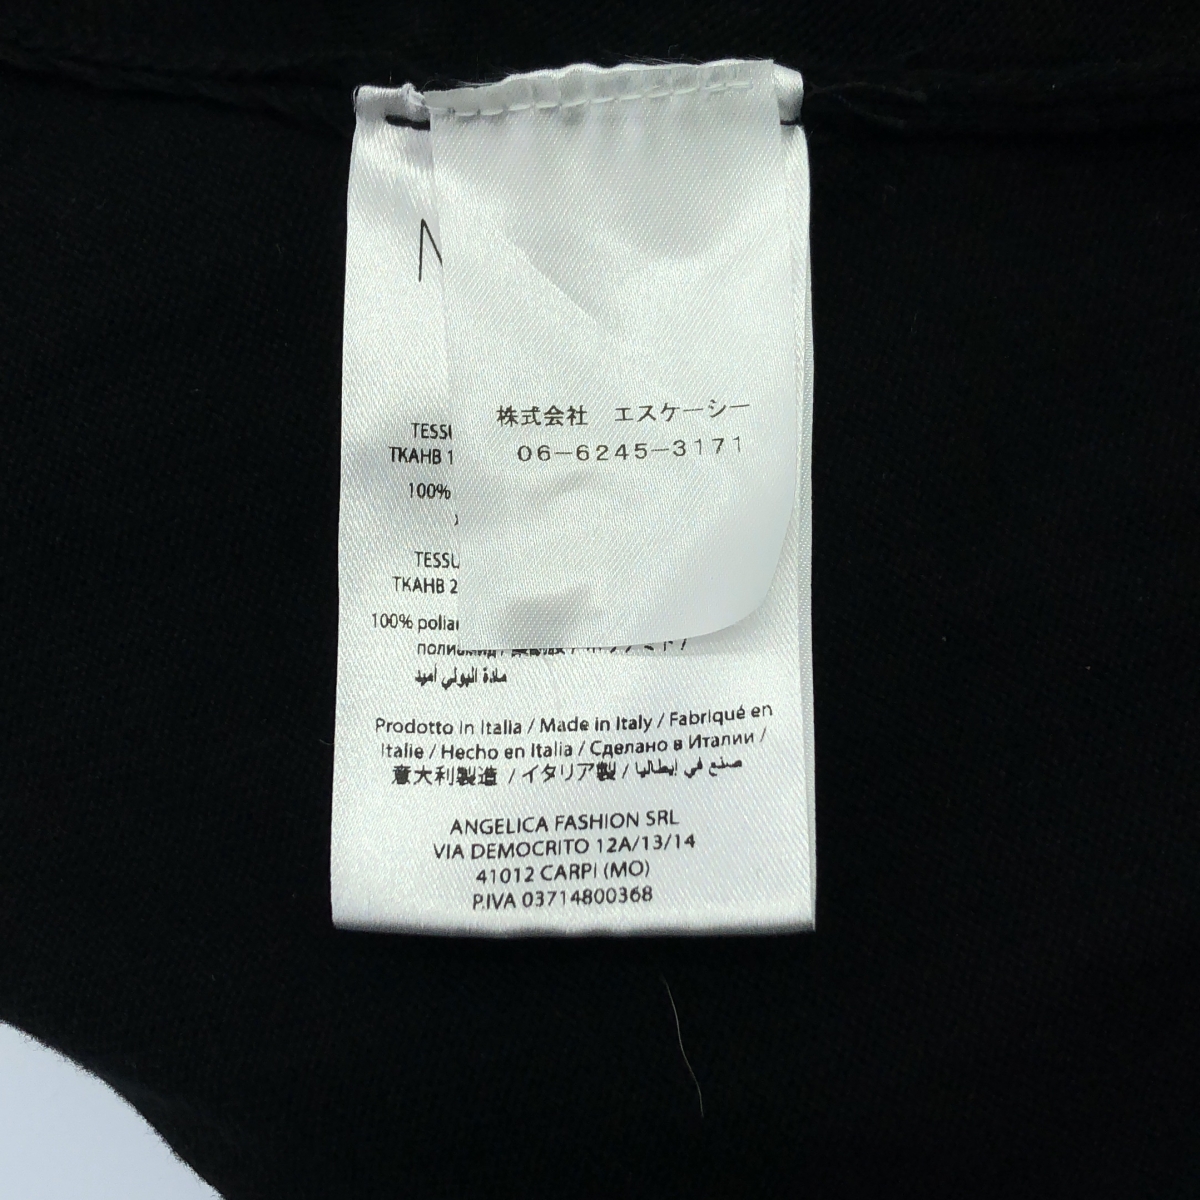 N
株式会社 エスケーシー
06-6245-3171
TESSU
TKAHB 1
100%
TESSU
TKAHB 2
100%
مادة البولي أميد
Prodotto in Italia / Made in Italy / Fabriqué en
Italie / Hecho en Italia / Сделано в Италии /
意大利製造 / イタリア製 / صنع في إيطاليا
ANGELICA FASHION SRL
VIA DEMOCRITO 12A/13/14
41012 CARPI (MO)
P.IVA 03714800368